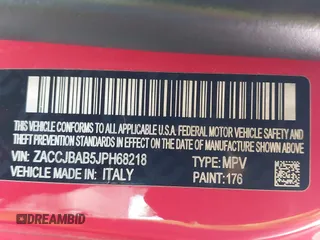 THIS VEHICLE CONFORMS TO ALL APPLICABLE U.S.A. FEDERAL MOTOR VEHICLE
SAFETY, BUMPER, AND THEFT PREVENTION STANDARDS IN EFFECT ON THE DATE OF
MANUFACTURE SHOWN ABOVE.
VIN: ZACCJBAB5JPH68218 TYPE: MPV
VEHICLE MADE IN: ITALY PAINT: 176
DREAMBID